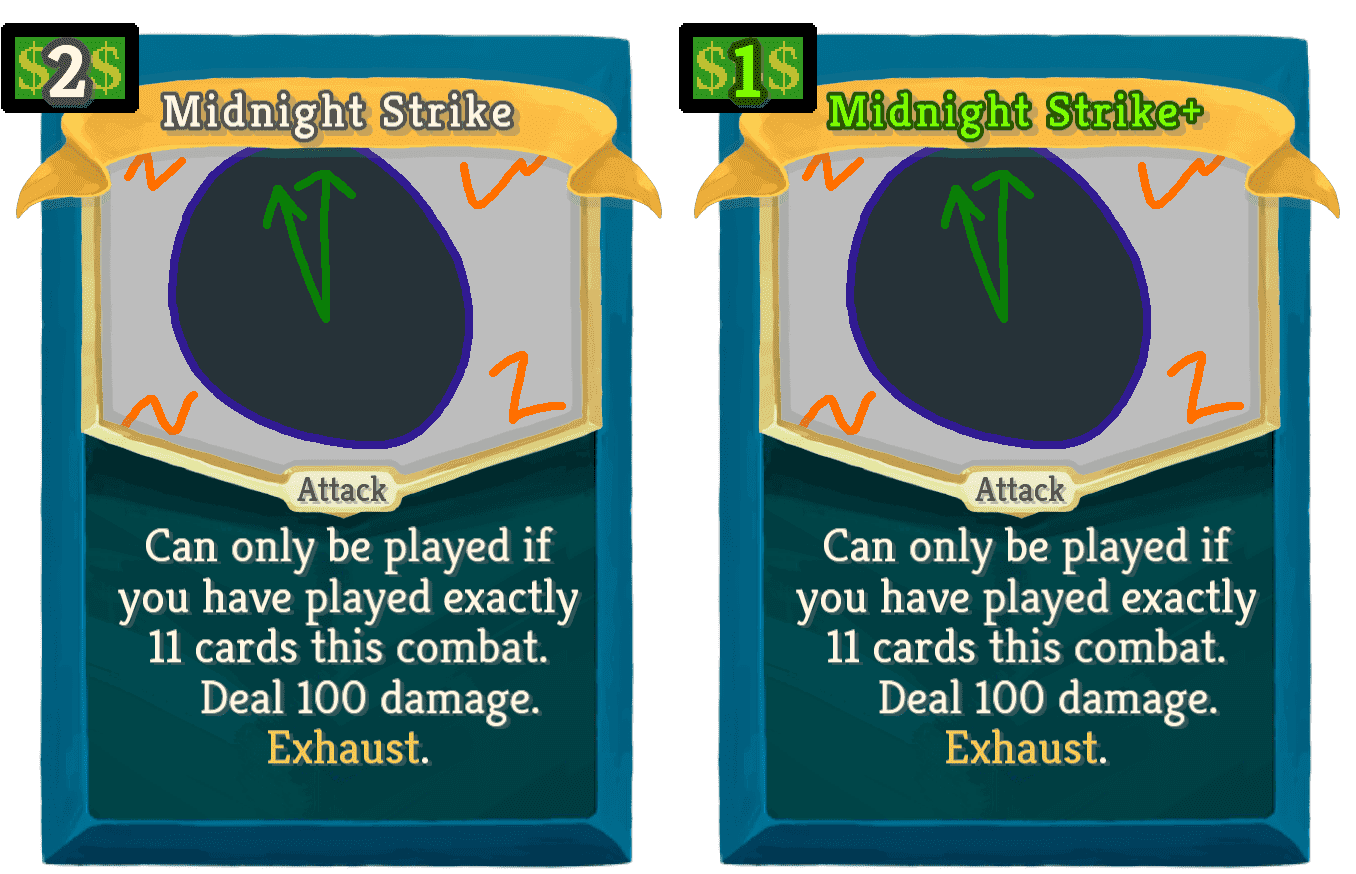 $2$
Midnight Strike
Attack
Can only be played if
you have played exactly
11 cards this combat.
Deal 100 damage.
Exhaust.
$1$
Midnight Strike+
Attack
Can only be played if
you have played exactly
11 cards this combat.
Deal 100 damage.
Exhaust.